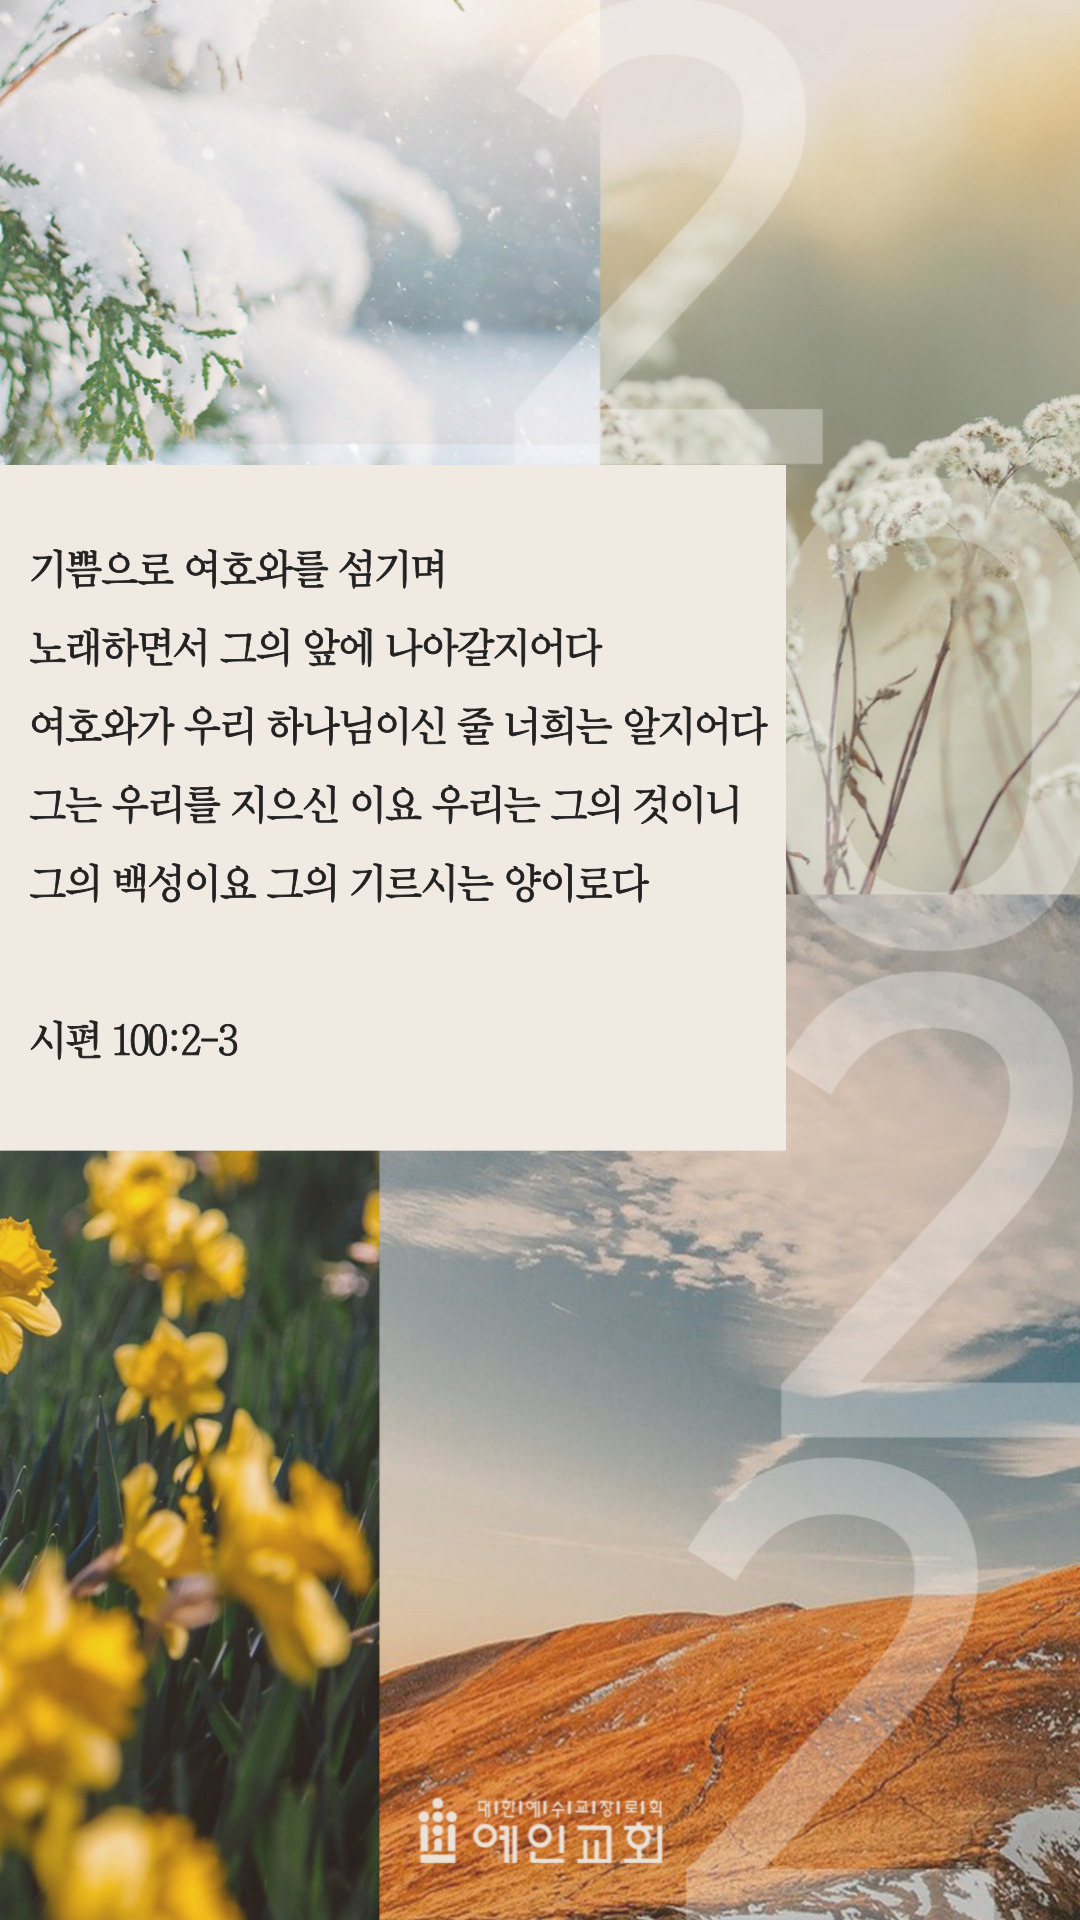 2
0
2
2
기쁨으로 여호와를 섬기며
노래하면서 그의 앞에 나아갈지어다
여호와가 우리 하나님이신 줄 너희는 알지어다
그는 우리를 지으신 이요 우리는 그의 것이니
그의 백성이요 그의 기르시는 양이로다
시편 100:2-3
대한예수교장로회
예인교회